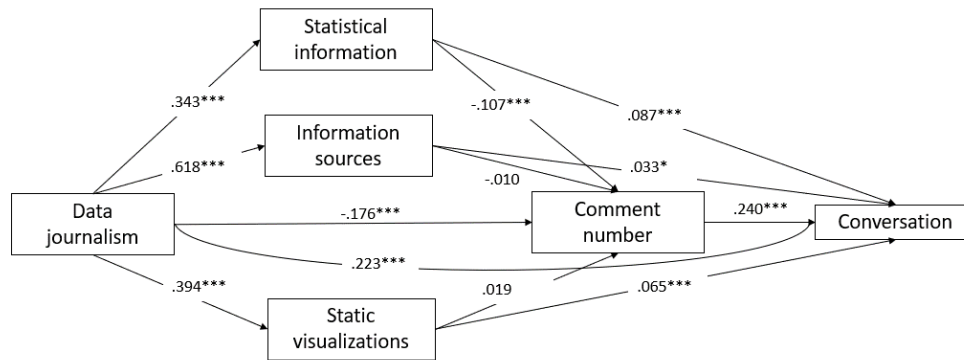 Statistical
information
.343***
-.107***
.087***
Information
sources
.618***
-.010
.033*
Data
journalism
-.176***
Comment
number
.240***
Conversation
.223***
.394***
.019
.065***
Static
visualizations